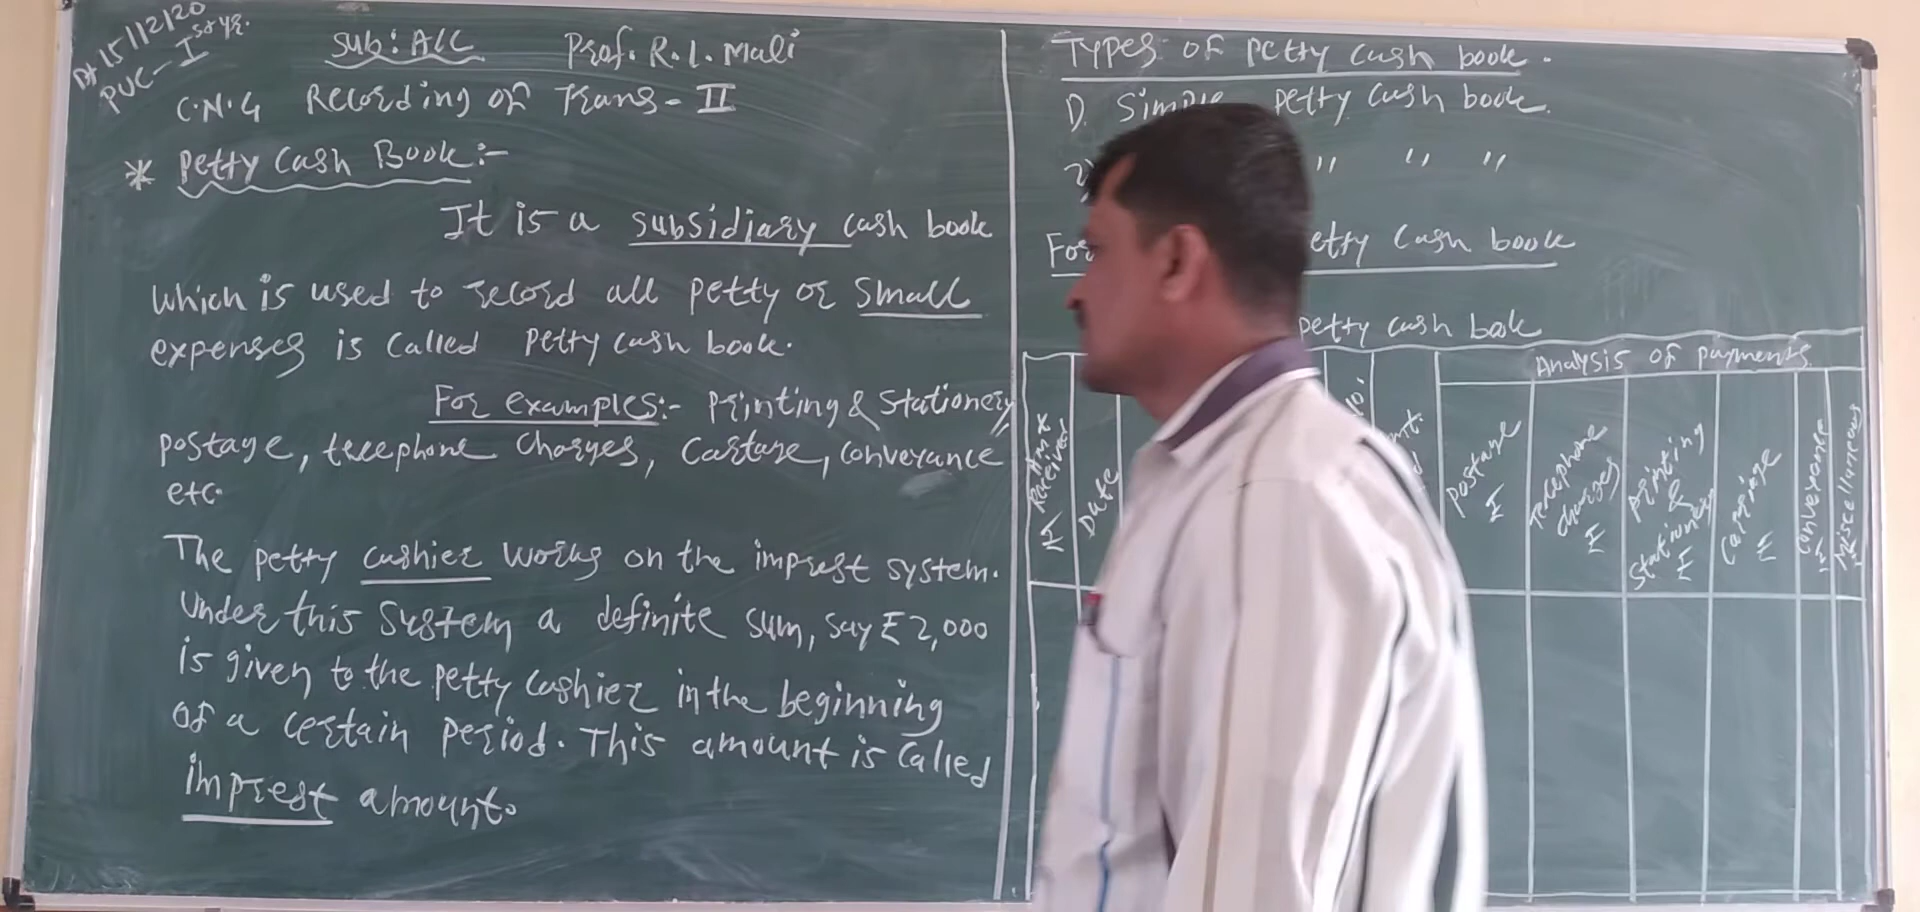 Dt 15/12/20
PUC - I st yr.
Sub: A/C Prof. R.I. Mali
C.N.4 Recording of Trans - II
* Petty Cash Book:-
It is a subsidiary cash book
which is used to record all petty or small
expenses is called petty cash book.
For examples:- Printing & Stationery
postage, telephone charges, Cartage, conveyance
etc.
The petty cashier works on the imprest system.
Under this system a definite sum, say ₹ 2,000
is given to the petty cashier in the beginning
of a certain period. This amount is called
imprest amount.
Types of petty cash book.
1). Simple petty cash book.
2) " " "
For etty Cash book
petty cash book
Analysis of payments
Amt Received ₹
Date
Postage ₹
Telephone charges ₹
Printing & Stationery ₹
Carriage ₹
Conveyance ₹
Miscellaneous ₹